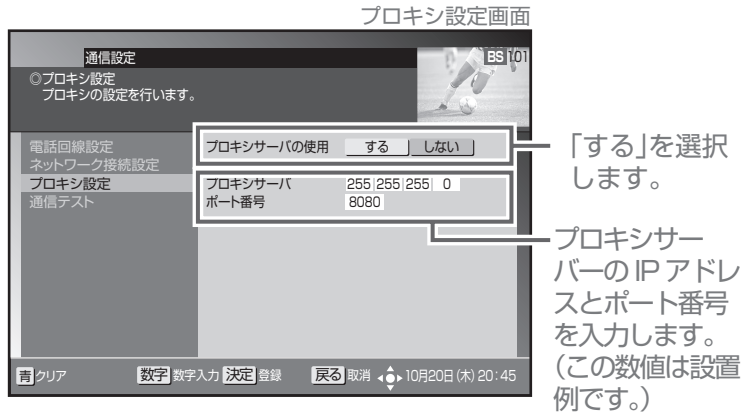 プロキシ設定画面
通信設定
BS 101
◎プロキシ設定
プロキシの設定を行います。
電話回線設定
ネットワーク接続設定
プロキシ設定
通信テスト
プロキシサーバの使用 する しない
プロキシサーバ 255 255 255 0
ポート番号 8080
青 クリア 数字 数字入力 決定 登録 戻る 取消 10月20日(木) 20:45
「する」を選択
します。
プロキシサー
バーの IP アドレ
スとポート番号
を入力します。
(この数値は設置
例です。)